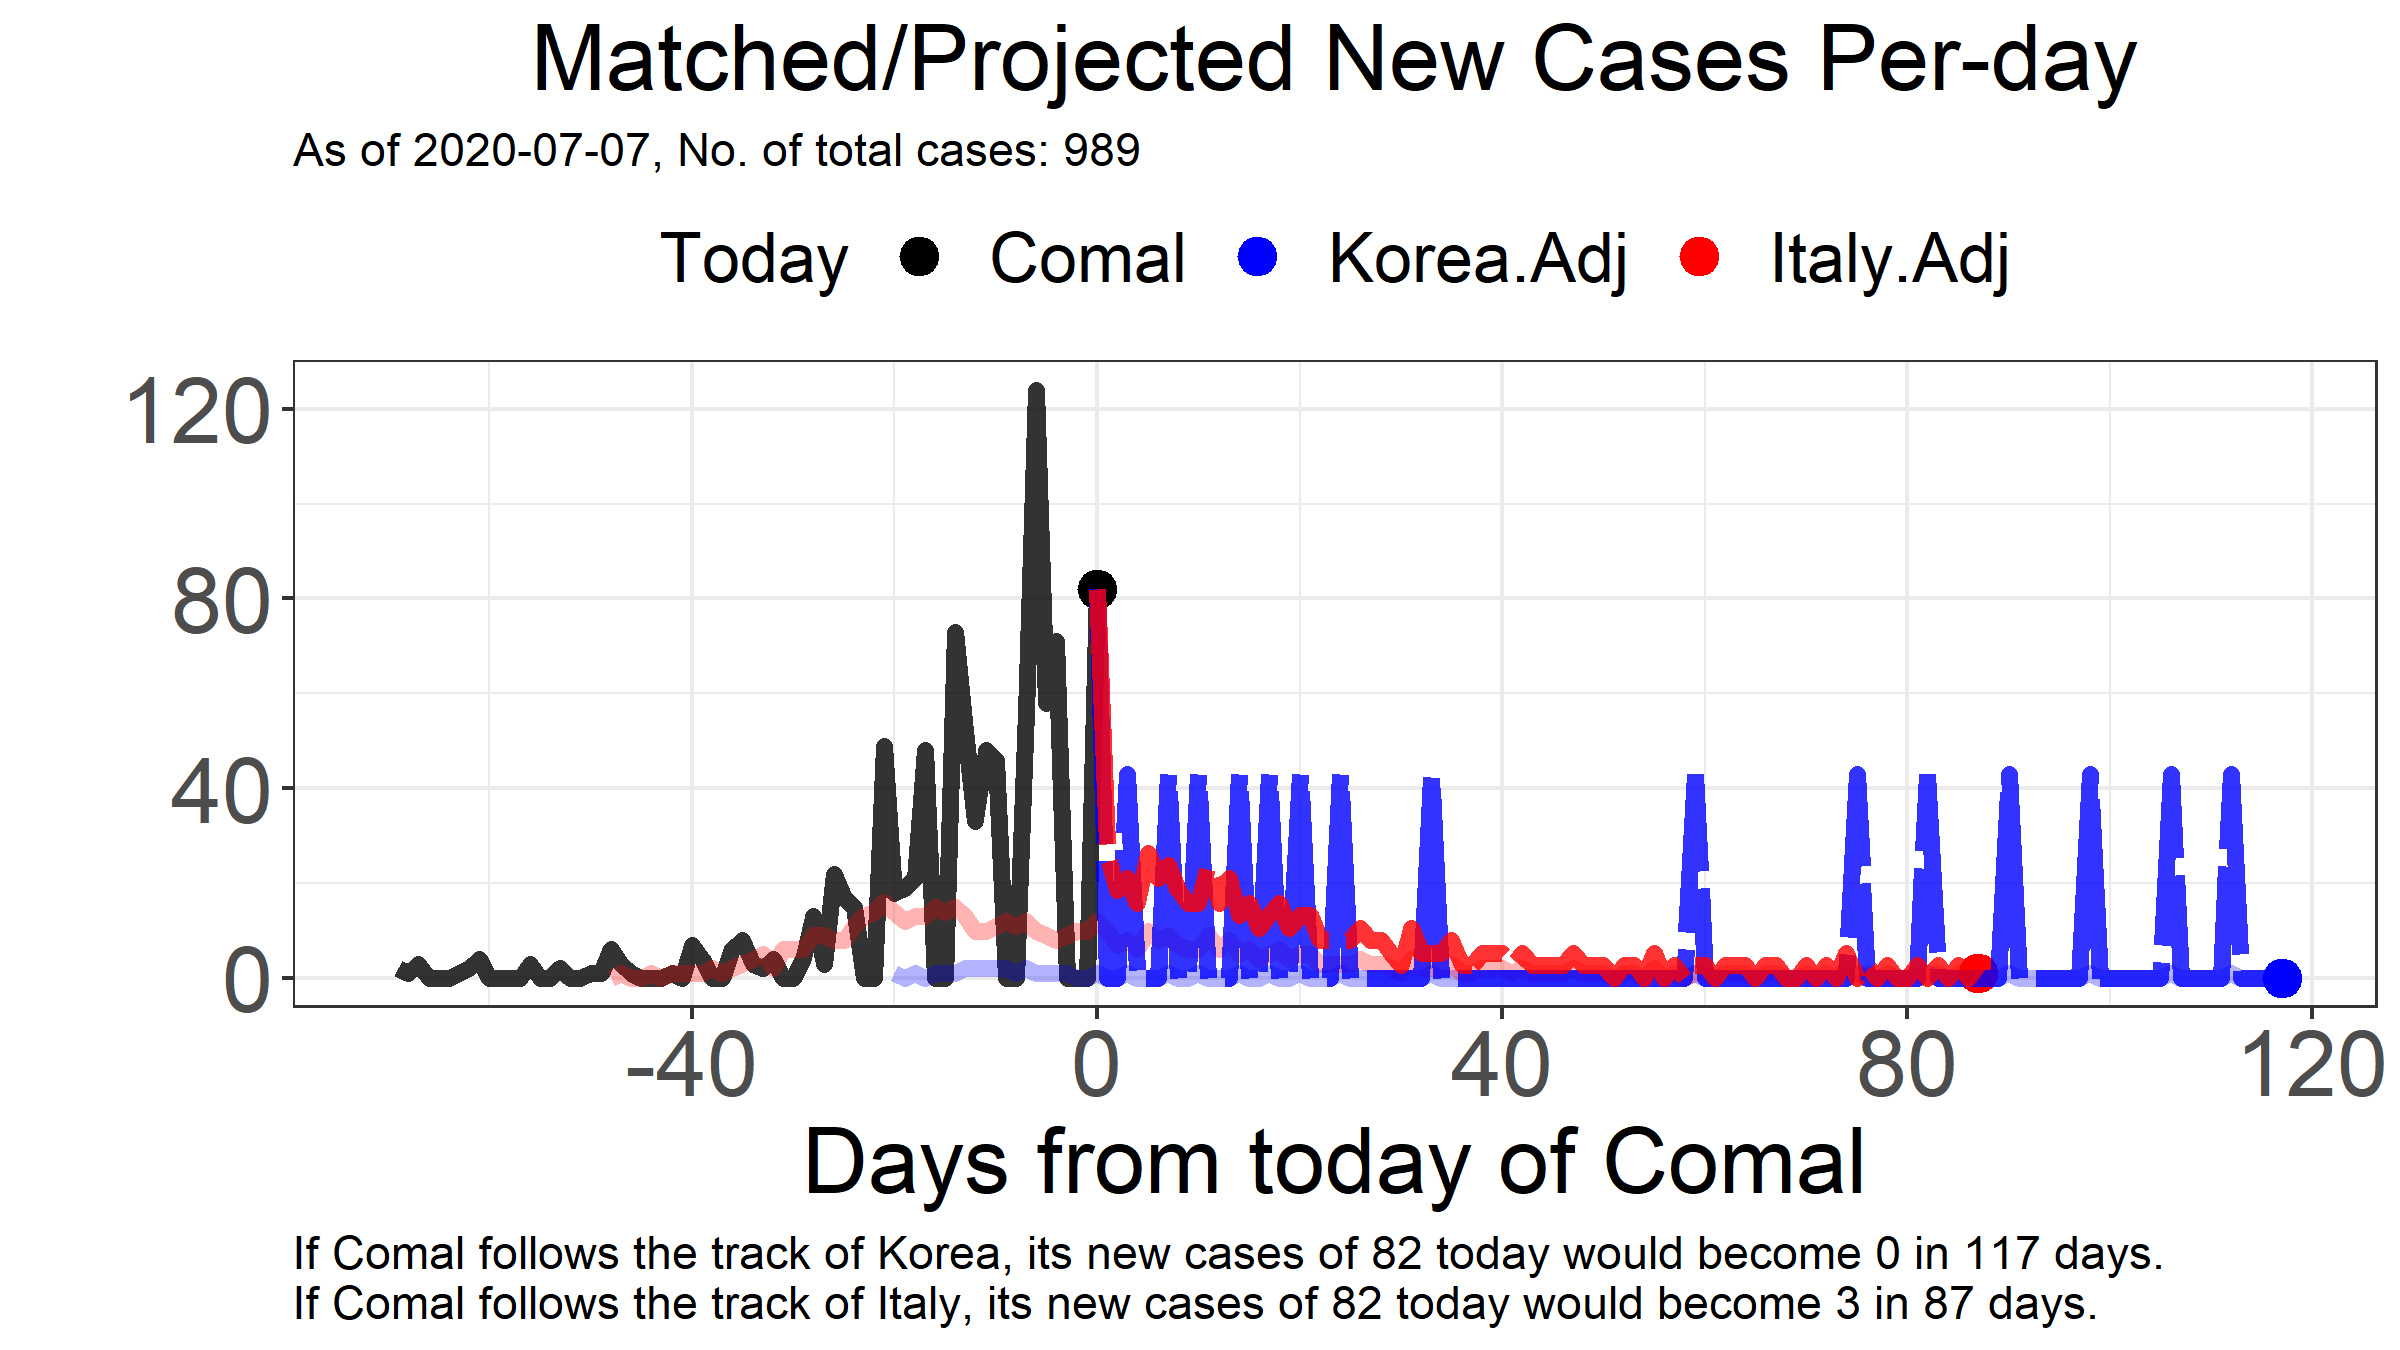 Matched/Projected New Cases Per-day
As of 2020-07-07, No. of total cases: 989
Today Comal Korea.Adj Italy.Adj
120
80
40
0
-40 0 40 80 120
Days from today of Comal
If Comal follows the track of Korea, its new cases of 82 today would become 0 in 117 days.
If Comal follows the track of Italy, its new cases of 82 today would become 3 in 87 days.